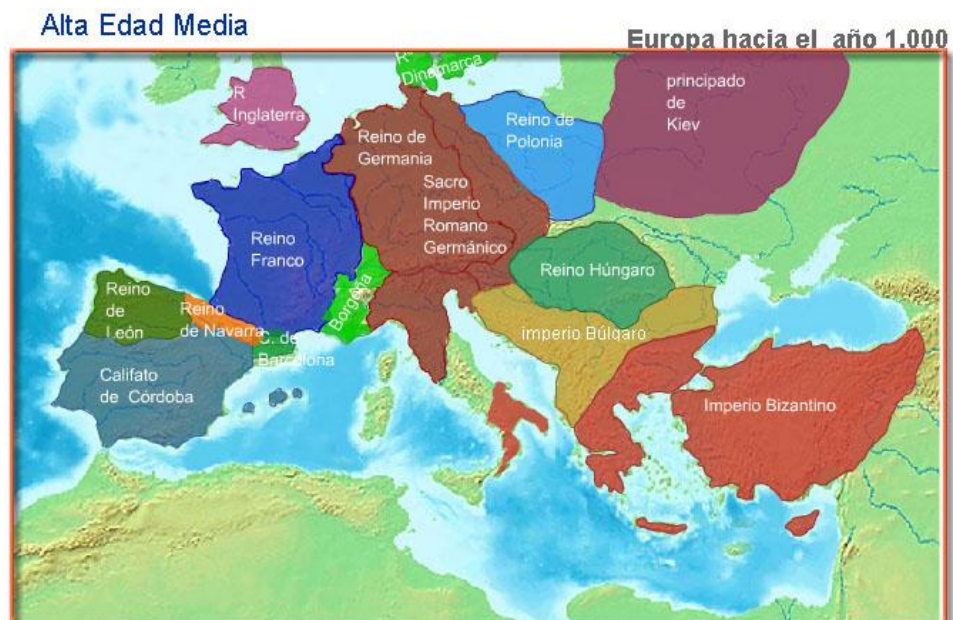 Alta Edad Media
Europa hacia el año 1.000
R
Dinamarca
principado
de
Kiev
R
Inglaterra
Reino de
Polonia
Reino de
Germania
Sacro
Imperio
Romano
Germánico
Reino
Franco
Reino Húngaro
Borgeña
Reino
de
León
Reino
de Navarra
imperio Búlgaro
C. de
Barcelona
Califato
de Córdoba
Imperio Bizantino